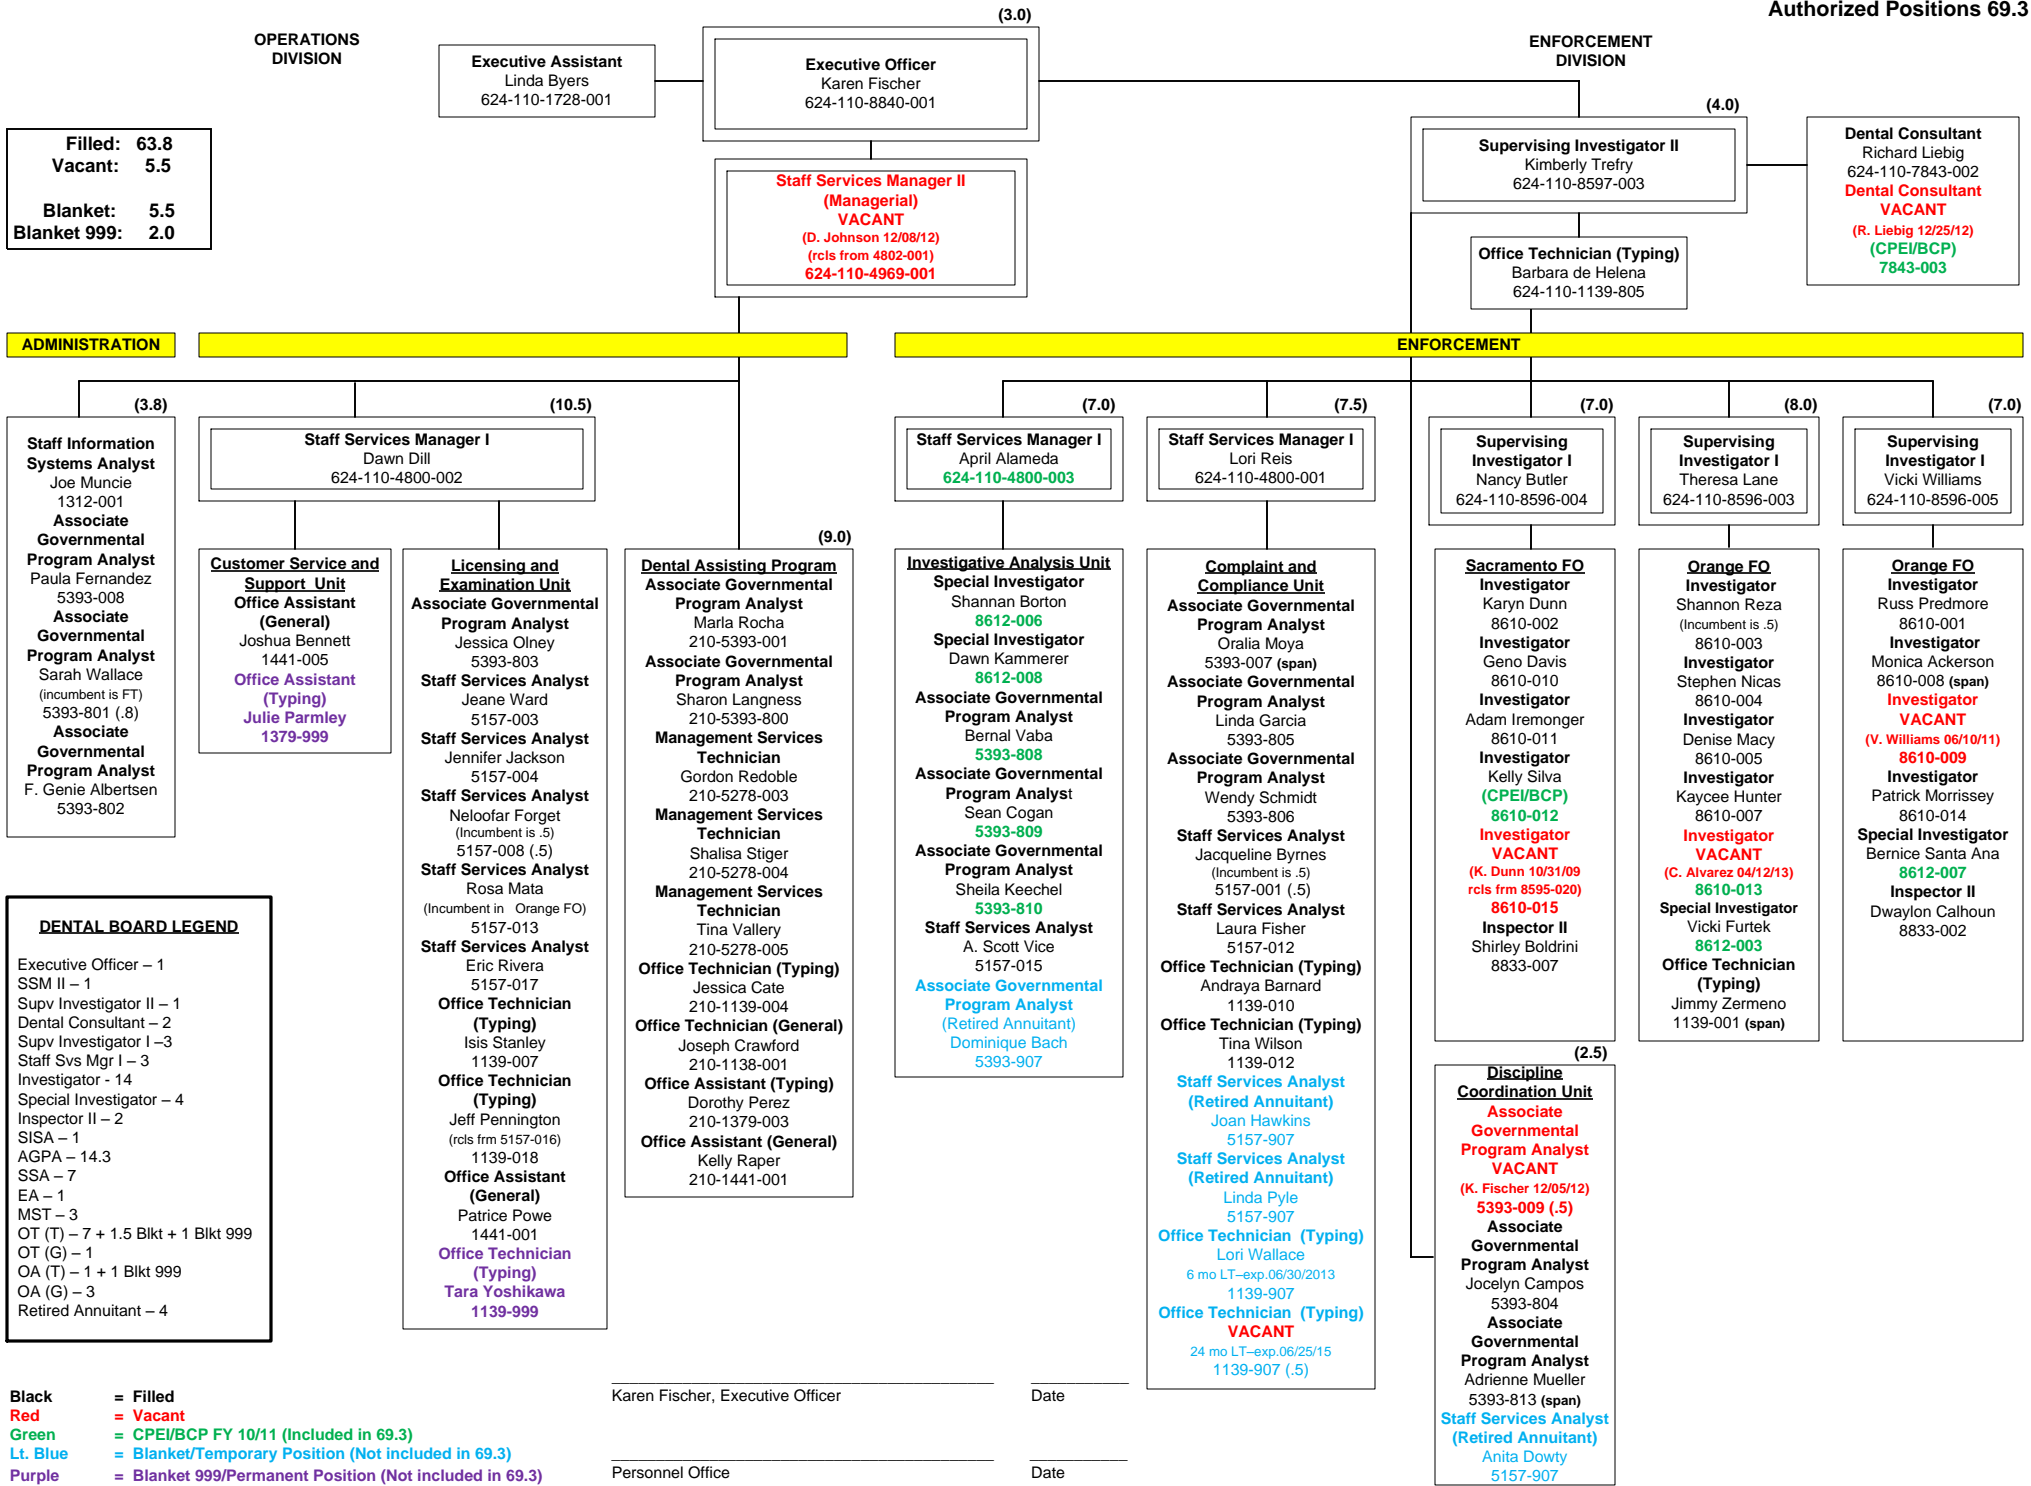 Authorized Positions 69.3
(3.0)
OPERATIONS
DIVISION
ENFORCEMENT
DIVISION
Executive Assistant
Linda Byers
624-110-1728-001
Executive Officer
Karen Fischer
624-110-8840-001
(4.0)
Supervising Investigator II
Kimberly Trefry
624-110-8597-003
Dental Consultant
Richard Liebig
624-110-7843-002
Dental Consultant
VACANT
(R. Liebig 12/25/12)
(CPEI/BCP)
7843-003
Filled: 63.8
Vacant: 5.5
Blanket: 5.5
Blanket 999: 2.0
Staff Services Manager II
(Managerial)
VACANT
(D. Johnson 12/08/12)
(rcls from 4802-001)
624-110-4969-001
Office Technician (Typing)
Barbara de Helena
624-110-1139-805
ADMINISTRATION
ENFORCEMENT
(3.8)
Staff Information
Systems Analyst
Joe Muncie
1312-001
Associate
Governmental
Program Analyst
Paula Fernandez
5393-008
Associate
Governmental
Program Analyst
Sarah Wallace
(incumbent is FT)
5393-801 (.8)
Associate
Governmental
Program Analyst
F. Genie Albertsen
5393-802
(10.5)
Staff Services Manager I
Dawn Dill
624-110-4800-002
Customer Service and
Support Unit
Office Assistant
(General)
Joshua Bennett
1441-005
Office Assistant
(Typing)
Julie Parmley
1379-999
Licensing and
Examination Unit
Associate Governmental
Program Analyst
Jessica Olney
5393-803
Staff Services Analyst
Jeane Ward
5157-003
Staff Services Analyst
Jennifer Jackson
5157-004
Staff Services Analyst
Neloofar Forget
(Incumbent is .5)
5157-008 (.5)
Staff Services Analyst
Rosa Mata
(Incumbent in Orange FO)
5157-013
Staff Services Analyst
Eric Rivera
5157-017
Office Technician
(Typing)
Isis Stanley
1139-007
Office Technician
(Typing)
Jeff Pennington
(rcls frm 5157-016)
1139-018
Office Assistant
(General)
Patrice Powe
1441-001
Office Technician
(Typing)
Tara Yoshikawa
1139-999
(9.0)
Dental Assisting Program
Associate Governmental
Program Analyst
Marla Rocha
210-5393-001
Associate Governmental
Program Analyst
Sharon Langness
210-5393-800
Management Services
Technician
Gordon Redoble
210-5278-003
Management Services
Technician
Shalisa Stiger
210-5278-004
Management Services
Technician
Tina Vallery
210-5278-005
Office Technician (Typing)
Jessica Cate
210-1139-004
Office Technician (General)
Joseph Crawford
210-1138-001
Office Assistant (Typing)
Dorothy Perez
210-1379-003
Office Assistant (General)
Kelly Raper
210-1441-001
(7.0)
Staff Services Manager I
April Alameda
624-110-4800-003
Investigative Analysis Unit
Special Investigator
Shannan Borton
8612-006
Special Investigator
Dawn Kammerer
8612-008
Associate Governmental
Program Analyst
Bernal Vaba
5393-808
Associate Governmental
Program Analyst
Sean Cogan
5393-809
Associate Governmental
Program Analyst
Sheila Keechel
5393-810
Staff Services Analyst
A. Scott Vice
5157-015
Associate Governmental
Program Analyst
(Retired Annuitant)
Dominique Bach
5393-907
(7.5)
Staff Services Manager I
Lori Reis
624-110-4800-001
Complaint and
Compliance Unit
Associate Governmental
Program Analyst
Oralia Moya
5393-007 (span)
Associate Governmental
Program Analyst
Linda Garcia
5393-805
Associate Governmental
Program Analyst
Wendy Schmidt
5393-806
Staff Services Analyst
Jacqueline Byrnes
(Incumbent is .5)
5157-001 (.5)
Staff Services Analyst
Laura Fisher
5157-012
Office Technician (Typing)
Andraya Barnard
1139-010
Office Technician (Typing)
Tina Wilson
1139-012
Staff Services Analyst
(Retired Annuitant)
Joan Hawkins
5157-907
Staff Services Analyst
(Retired Annuitant)
Linda Pyle
5157-907
Office Technician (Typing)
Lori Wallace
6 mo LT–exp.06/30/2013
1139-907
Office Technician (Typing)
VACANT
24 mo LT–exp.06/25/15
1139-907 (.5)
(7.0)
Supervising
Investigator I
Nancy Butler
624-110-8596-004
Sacramento FO
Investigator
Karyn Dunn
8610-002
Investigator
Geno Davis
8610-010
Investigator
Adam Iremonger
8610-011
Investigator
Kelly Silva
(CPEI/BCP)
8610-012
Investigator
VACANT
(K. Dunn 10/31/09
rcls frm 8595-020)
8610-015
Inspector II
Shirley Boldrini
8833-007
(8.0)
Supervising
Investigator I
Theresa Lane
624-110-8596-003
Orange FO
Investigator
Shannon Reza
(Incumbent is .5)
8610-003
Investigator
Stephen Nicas
8610-004
Investigator
Denise Macy
8610-005
Investigator
Kaycee Hunter
8610-007
Investigator
VACANT
(C. Alvarez 04/12/13)
8610-013
Special Investigator
Vicki Furtek
8612-003
Office Technician
(Typing)
Jimmy Zermeno
1139-001 (span)
(7.0)
Supervising
Investigator I
Vicki Williams
624-110-8596-005
Orange FO
Investigator
Russ Predmore
8610-001
Investigator
Monica Ackerson
8610-008 (span)
Investigator
VACANT
(V. Williams 06/10/11)
8610-009
Investigator
Patrick Morrissey
8610-014
Special Investigator
Bernice Santa Ana
8612-007
Inspector II
Dwaylon Calhoun
8833-002
(2.5)
Discipline
Coordination Unit
Associate
Governmental
Program Analyst
VACANT
(K. Fischer 12/05/12)
5393-009 (.5)
Associate
Governmental
Program Analyst
Jocelyn Campos
5393-804
Associate
Governmental
Program Analyst
Adrienne Mueller
5393-813 (span)
Staff Services Analyst
(Retired Annuitant)
Anita Dowty
5157-907
DENTAL BOARD LEGEND
Executive Officer – 1
SSM II – 1
Supv Investigator II – 1
Dental Consultant – 2
Supv Investigator I –3
Staff Svs Mgr I – 3
Investigator - 14
Special Investigator – 4
Inspector II – 2
SISA – 1
AGPA – 14.3
SSA – 7
EA – 1
MST – 3
OT (T) – 7 + 1.5 Blkt + 1 Blkt 999
OT (G) – 1
OA (T) – 1 + 1 Blkt 999
OA (G) – 3
Retired Annuitant – 4
Black = Filled
Red = Vacant
Green = CPEI/BCP FY 10/11 (Included in 69.3)
Lt. Blue = Blanket/Temporary Position (Not included in 69.3)
Purple = Blanket 999/Permanent Position (Not included in 69.3)
Karen Fischer, Executive Officer Date
Personnel Office Date